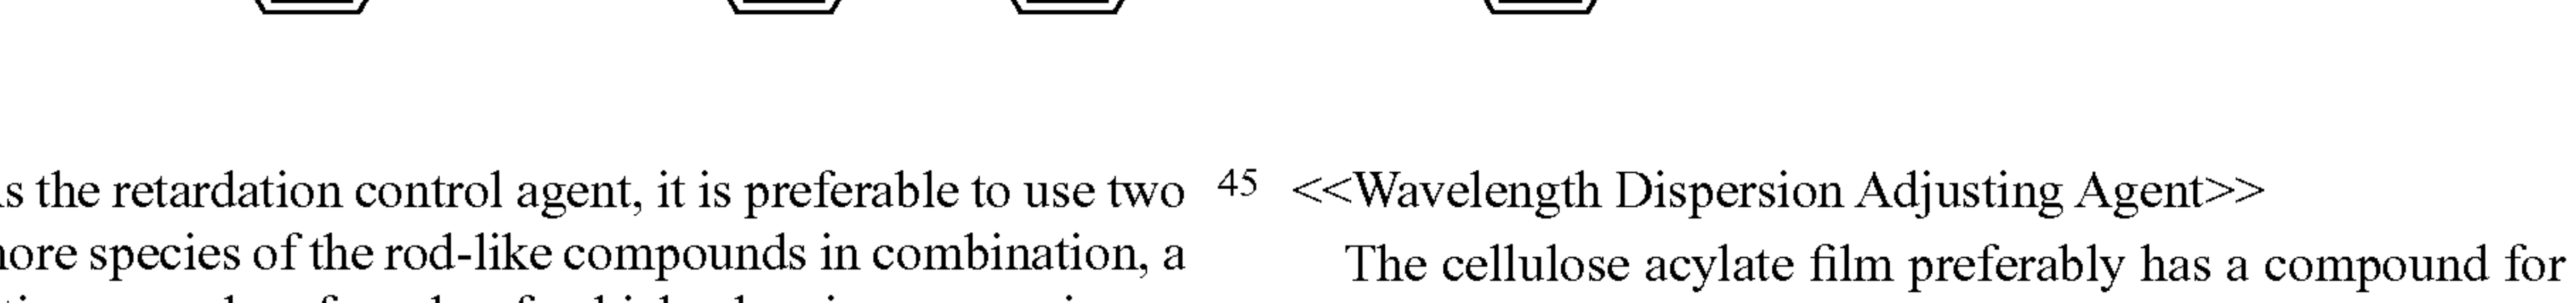 the retardation control agent, it is preferable to use two
species of the rod-like compounds in combination, a
45
<<Wavelength Dispersion Adjusting Agent>>
The cellulose acylate film preferably has a compound for